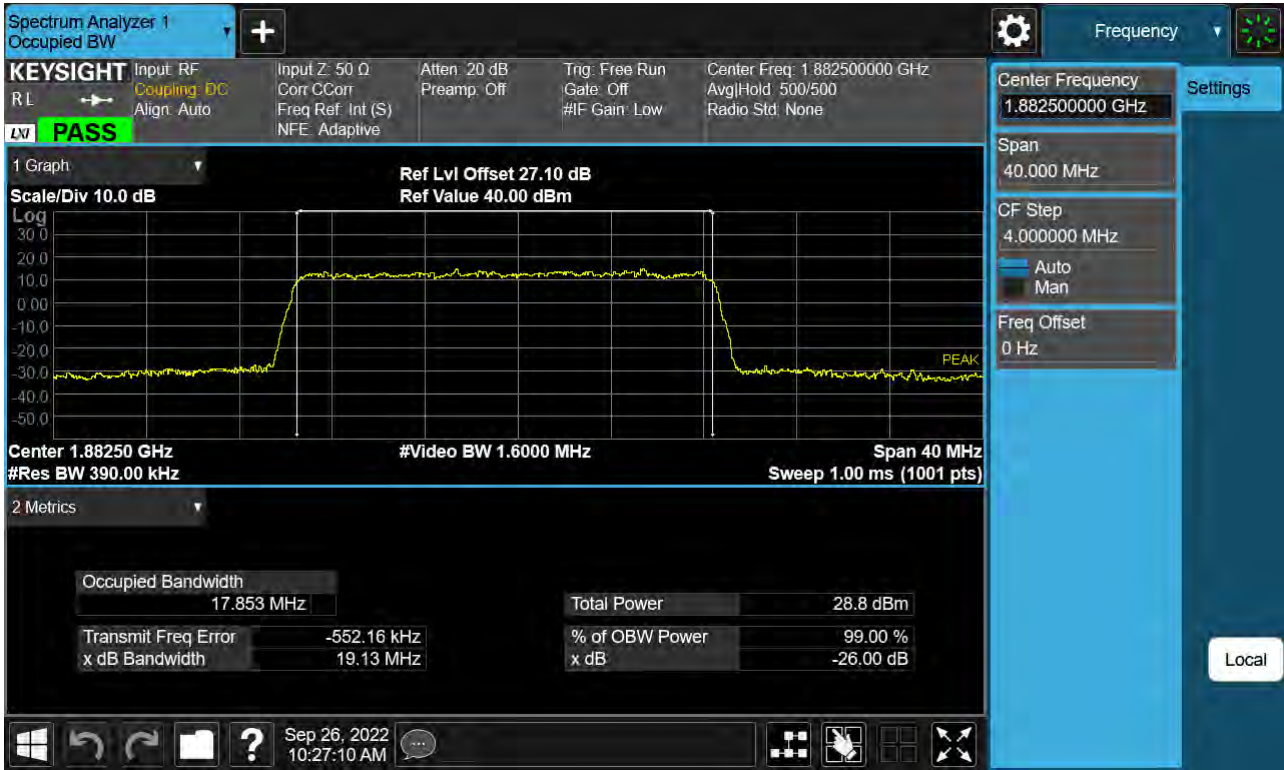 Spectrum Analyzer 1
Occupied BW
Frequency
KEYSIGHT
RL
LXI
PASS
Input: RF
Coupling: DC
Align: Auto
Input Z: 50 Ω
Corr CCorr
Freq Ref: Int (S)
NFE: Adaptive
Atten: 20 dB
Preamp: Off
Trig: Free Run
Gate: Off
#IF Gain: Low
Center Freq: 1.882500000 GHz
Avg|Hold: 500/500
Radio Std: None
Center Frequency
1.882500000 GHz
Settings
Span
40.000 MHz
CF Step
4.000000 MHz
Auto
Man
Freq Offset
0 Hz
Local
1 Graph
Scale/Div 10.0 dB
Ref Lvl Offset 27.10 dB
Ref Value 40.00 dBm
Log
30.0
20.0
10.0
0.00
-10.0
-20.0
-30.0
-40.0
-50.0
PEAK
Center 1.88250 GHz
#Video BW 1.6000 MHz
Span 40 MHz
#Res BW 390.00 kHz
Sweep 1.00 ms (1001 pts)
2 Metrics
Occupied Bandwidth
17.853 MHz
Total Power 28.8 dBm
Transmit Freq Error -552.16 kHz
% of OBW Power 99.00 %
x dB Bandwidth 19.13 MHz
x dB -26.00 dB
?
Sep 26, 2022
10:27:10 AM